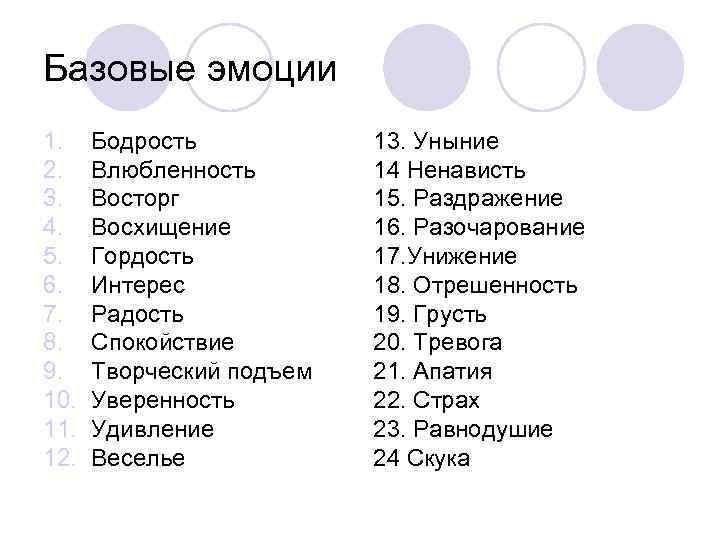 Базовые эмоции
1. Бодрость
2. Влюбленность
3. Восторг
4. Восхищение
5. Гордость
6. Интерес
7. Радость
8. Спокойствие
9. Творческий подъем
10. Уверенность
11. Удивление
12. Веселье
13. Уныние
14 Ненависть
15. Раздражение
16. Разочарование
17. Унижение
18. Отрешенность
19. Грусть
20. Тревога
21. Апатия
22. Страх
23. Равнодушие
24 Скука